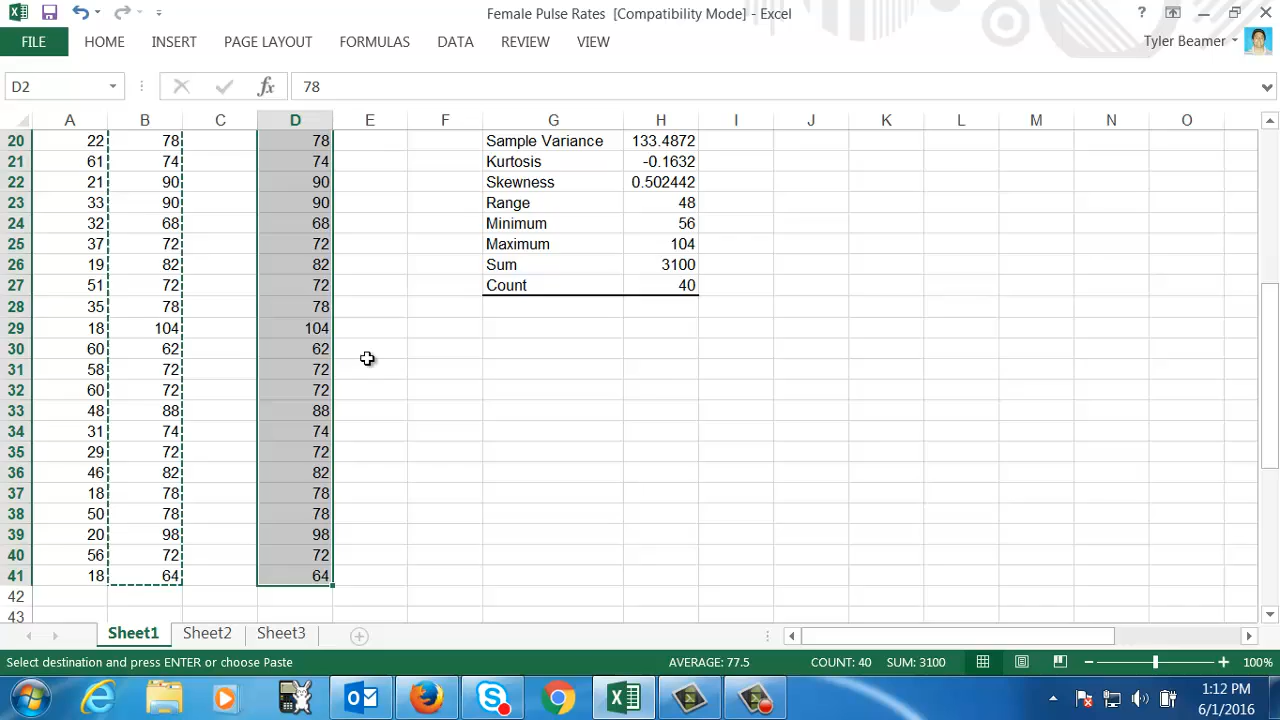 Female Pulse Rates [Compatibility Mode] - Excel
?
FILE HOME INSERT PAGE LAYOUT FORMULAS DATA REVIEW VIEW Tyler Beamer
D2 fx 78
A B C D E F G H I J K L M N O
20 22 78 78 Sample Variance 133.4872
21 61 74 74 Kurtosis -0.1632
22 21 90 90 Skewness 0.502442
23 33 90 90 Range 48
24 32 68 68 Minimum 56
25 37 72 72 Maximum 104
26 19 82 82 Sum 3100
27 51 72 72 Count 40
28 35 78 78
29 18 104 104
30 60 62 62
31 58 72 72
32 60 72 72
33 48 88 88
34 31 74 74
35 29 72 72
36 46 82 82
37 18 78 78
38 50 78 78
39 20 98 98
40 56 72 72
41 18 64 64
42
43
Sheet1 Sheet2 Sheet3
Select destination and press ENTER or choose Paste AVERAGE: 77.5 COUNT: 40 SUM: 3100 100%
1:12 PM
6/1/2016